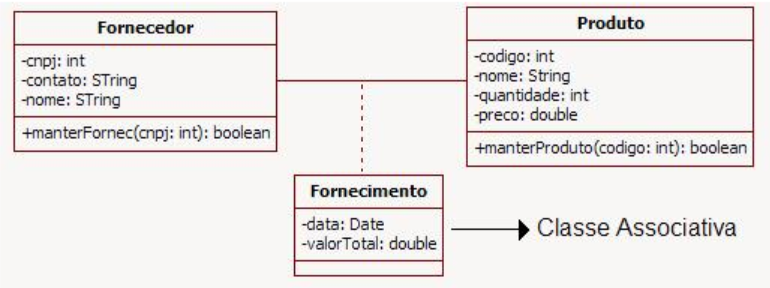 Fornecedor
-cnpj: int
-contato: STring
-nome: STring
+manterFornec(cnpj: int): boolean
Produto
-codigo: int
-nome: String
-quantidade: int
-preco: double
+manterProduto(codigo: int): boolean
Fornecimento
-data: Date
-valorTotal: double
Classe Associativa